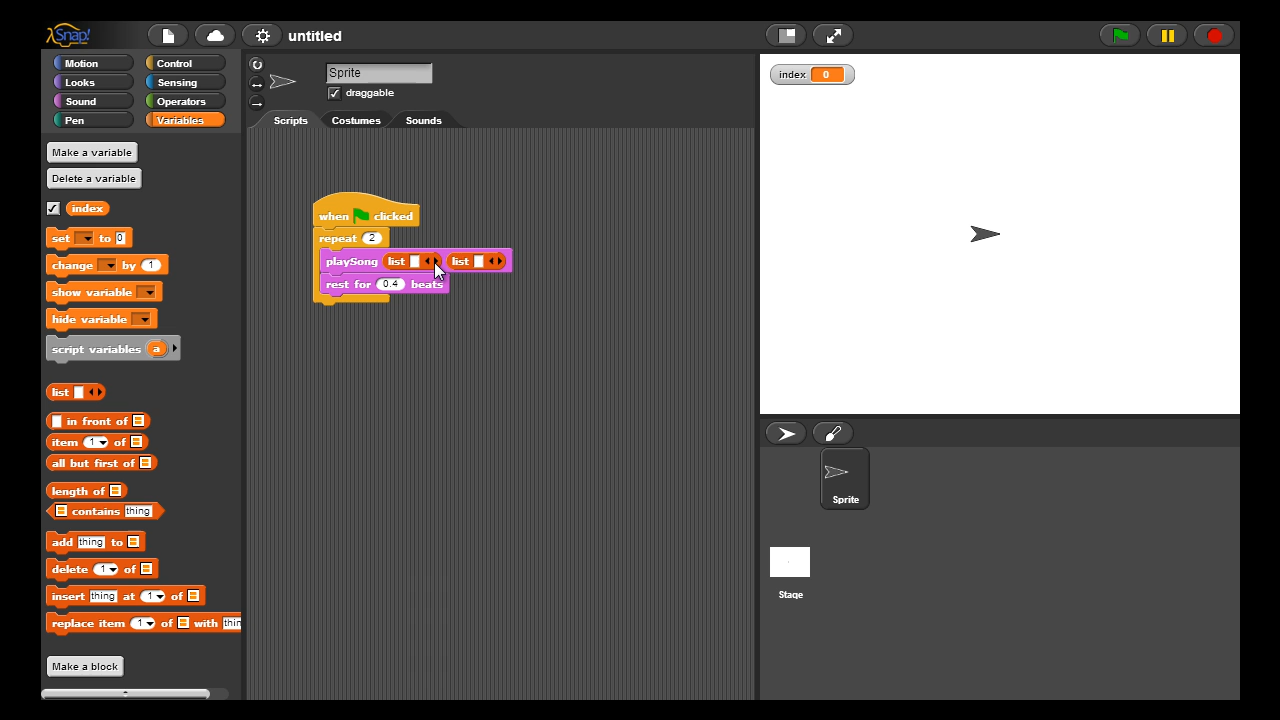 λSnap! untitled
Motion Control
Looks Sensing
Sound Operators
Pen Variables
Make a variable
Delete a variable
index
set to 0
change by 1
show variable
hide variable
script variables a
list
in front of
item 1 of
all but first of
length of
contains thing
add thing to
delete 1 of
insert thing at 1 of
replace item 1 of with thin
Make a block
Sprite
draggable
Scripts Costumes Sounds
when clicked
repeat 2
playSong list list
rest for 0.4 beats
index 0
Sprite
Stage